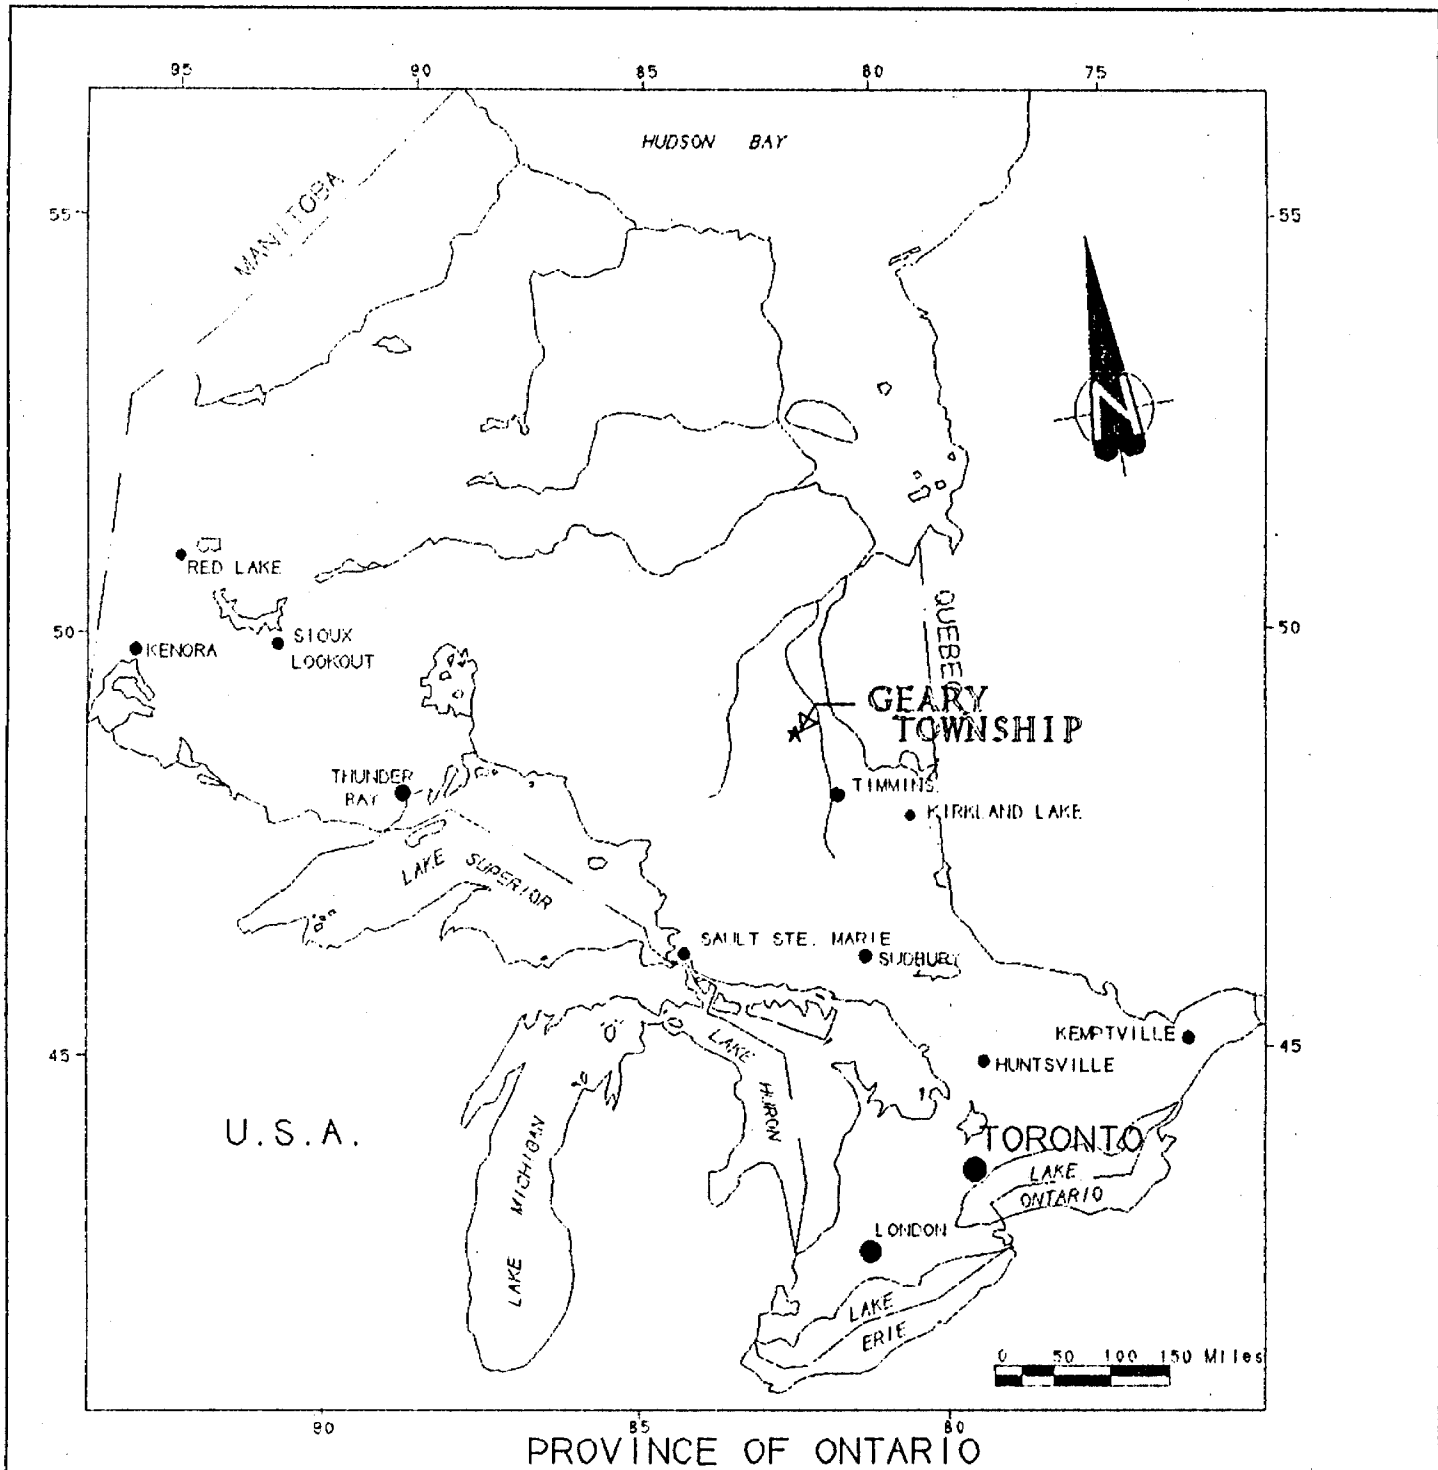 95 90 85 80 75
HUDSON BAY
MANITOBA
55 55
N
RED LAKE
QUEBEC
50 50
SIOUX
LOOKOUT
KENORA
GEARY
TOWNSHIP
THUNDER
BAY
TIMMINS
KIRKLAND LAKE
LAKE SUPERIOR
SAULT STE. MARIE
SUDBURY
KEMPTVILLE
45 45
LAKE HURON
HUNTSVILLE
U.S.A.
LAKE MICHIGAN
TORONTO
LAKE
ONTARIO
LONDON
LAKE
ERIE
0 50 100 150 Miles
90 85 80
PROVINCE OF ONTARIO